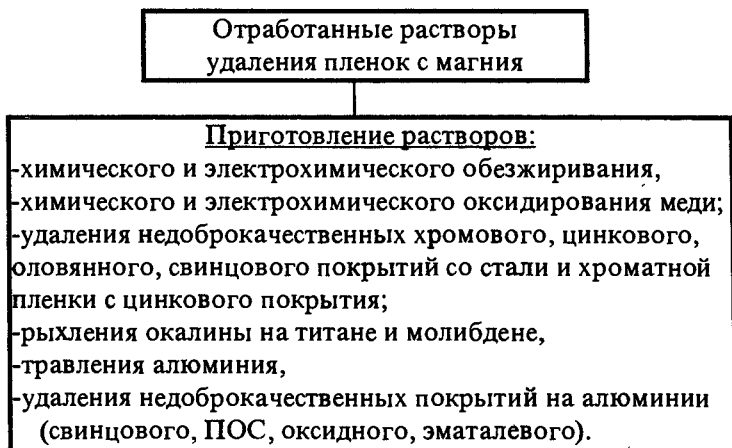 Отработанные растворы
удаления пленок с магния
Приготовление растворов:
-химического и электрохимического обезжиривания,
-химического и электрохимического оксидирования меди;
-удаления недоброкачественных хромового, цинкового,
оловянного, свинцового покрытий со стали и хроматной
пленки с цинкового покрытия;
-рыхления окалины на титане и молибдене,
-травления алюминия,
-удаления недоброкачественных покрытий на алюминии
(свинцового, ПОС, оксидного, эматалевого).